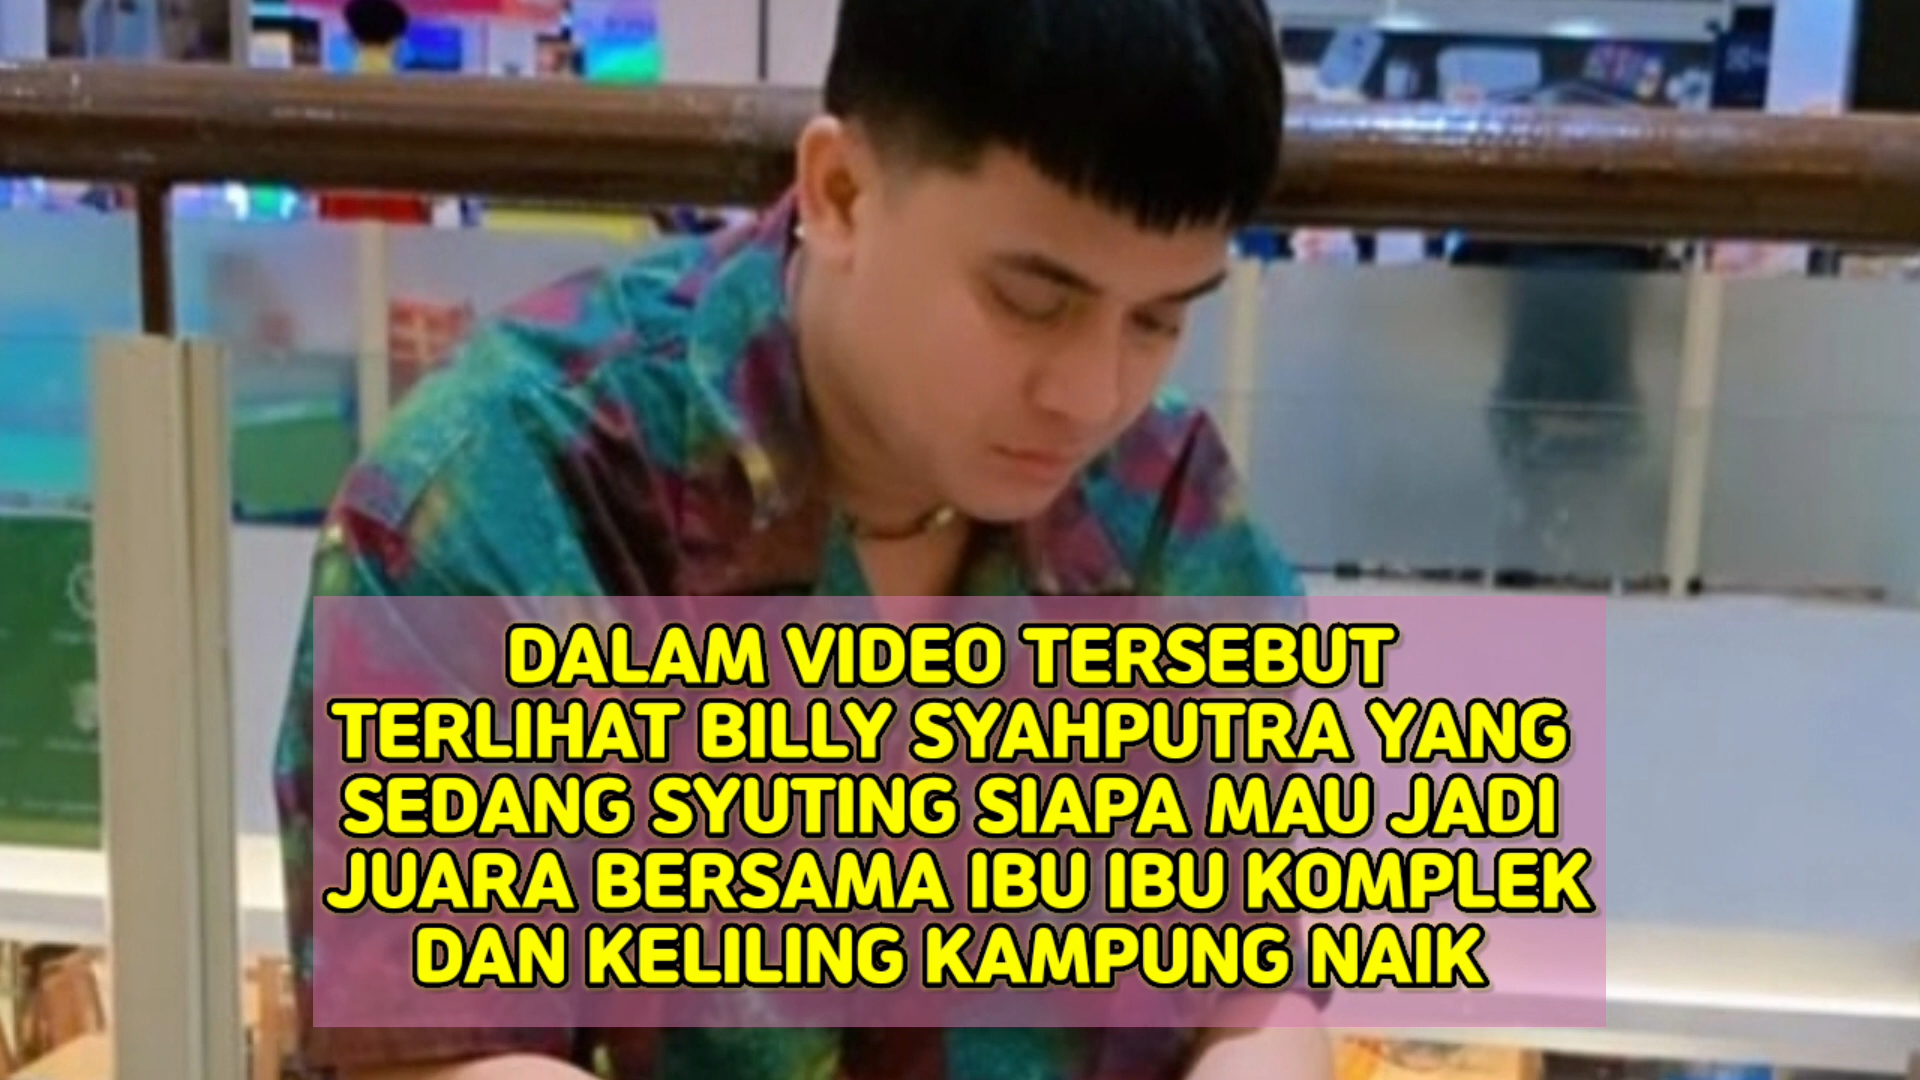 DALAM VIDEO TERSEBUT
TERLIHAT BILLY SYAHPUTRA YANG
SEDANG SYUTING SIAPA MAU JADI
JUARA BERSAMA IBU IBU KOMPLEK
DAN KELILING KAMPUNG NAIK